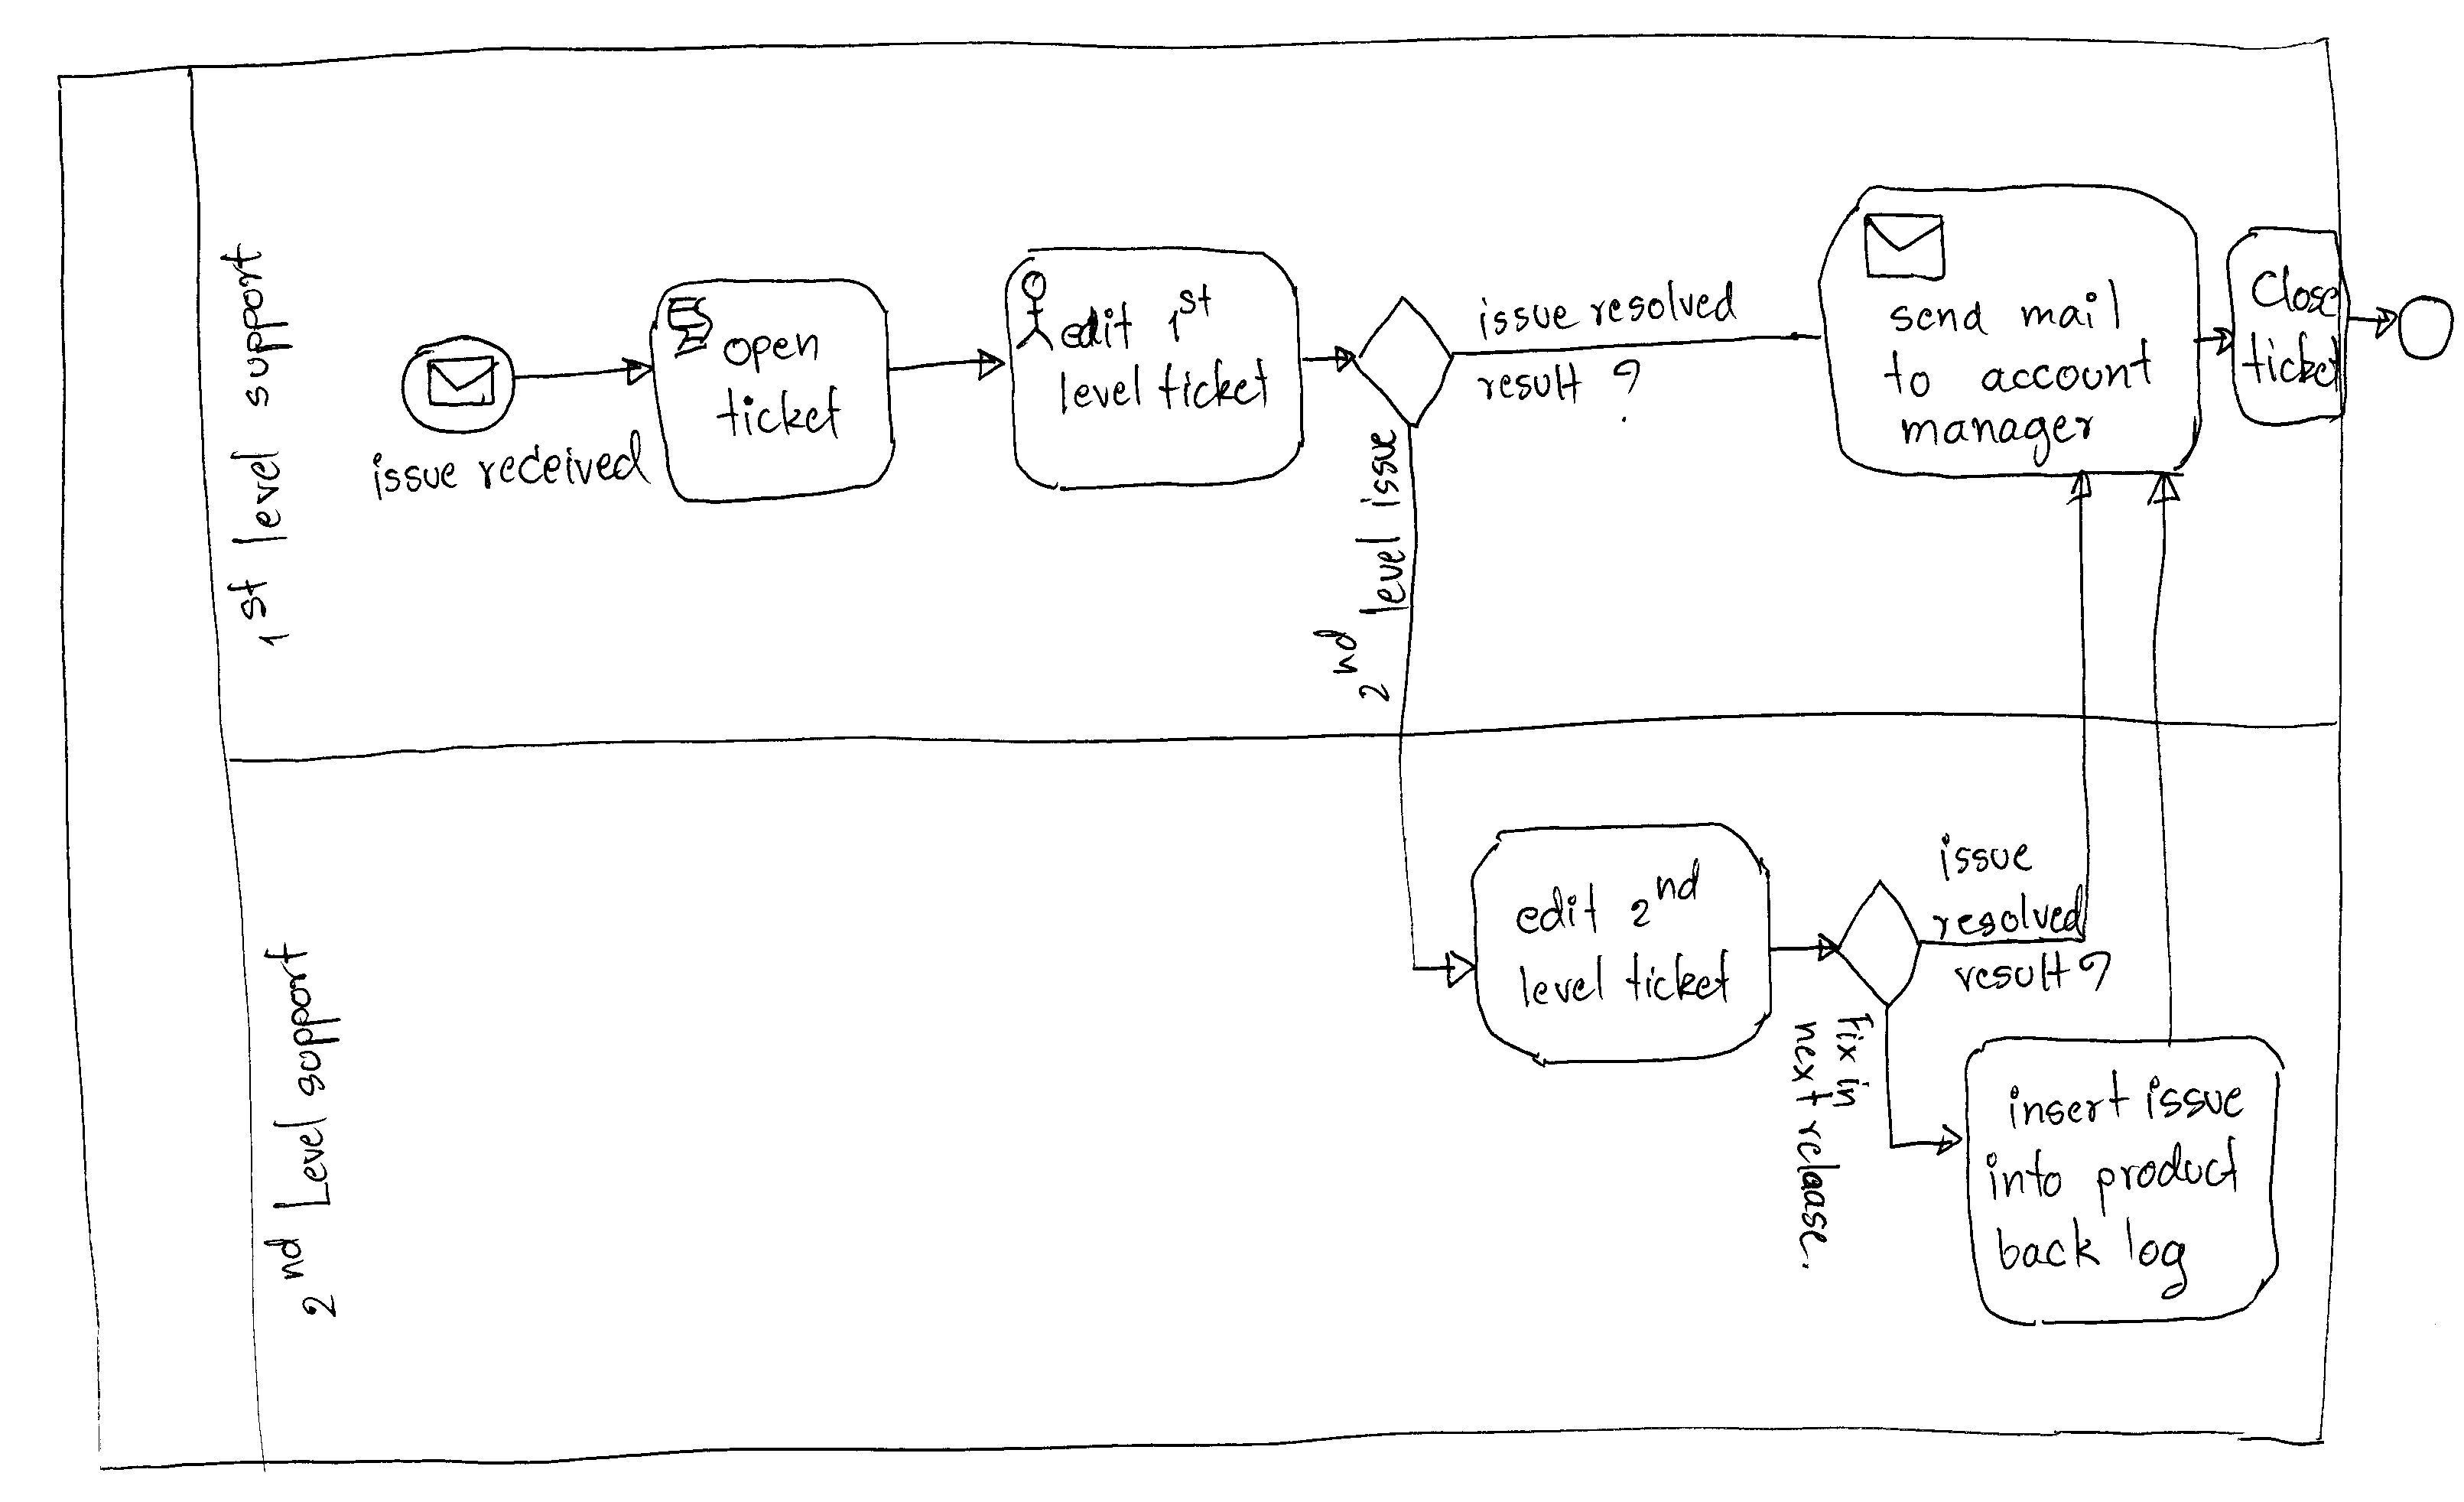 1st level support
issue received
open
ticket
edit 1st
level ticket
issue resolved
result ?
2nd level issue
send mail
to account
manager
Close
ticket
2nd Level support
edit 2nd
level ticket
issue
resolved
result ?
Fix in
next relaase.
insert issue
into product
back log